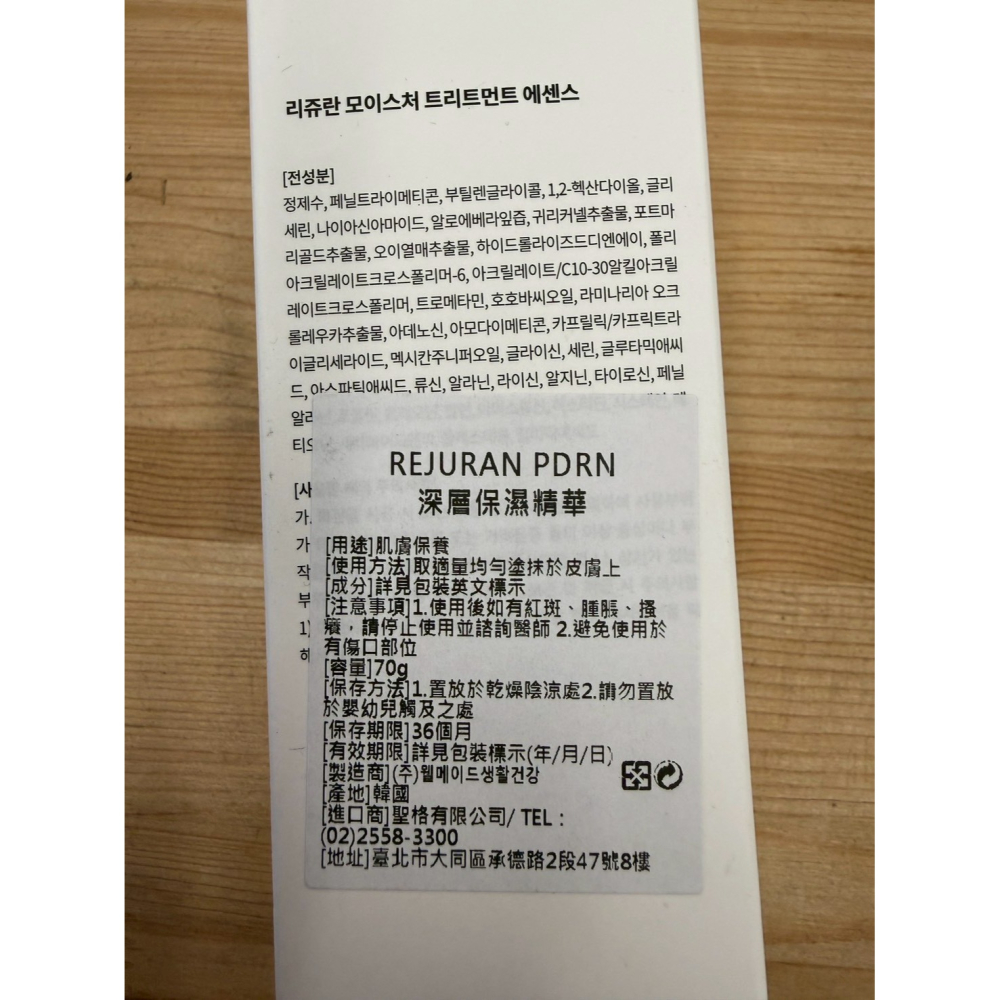 리쥬란 모이스처 트리트먼트 에센스
[전성분]
정제수, 페닐트라이메티콘, 부틸렌글라이콜, 1,2-헥산다이올, 글리
세린, 나이아신아마이드, 알로에베라잎즙, 귀리커넬추출물, 포트마
리골드추출물, 오이열매추출물, 하이드롤라이즈드디엔에이, 폴리
아크릴레이트크로스폴리머-6, 아크릴레이트/C10-30알킬아크릴
레이트크로스폴리머, 트로메타민, 호호바씨오일, 라미나리아 오크
롤레우카추출물, 아데노신, 아모다이메티콘, 카프릴릭/카프릭트라
이글리세라이드, 멕시칸주니퍼오일, 글라이신, 세린, 글루타믹애씨
드, 아스파틱애씨드, 류신, 알라닌, 라이신, 알지닌, 타이로신, 페닐
알라
티오
[사
가
가
작
부
1)
하
REJURAN PDRN
深層保濕精華
[用途]肌膚保養
[使用方法]取適量均勻塗抹於皮膚上
[成分]詳見包裝英文標示
[注意事項]1.使用後如有紅斑、腫脹、搔
癢，請停止使用並諮詢醫師 2.避免使用於
有傷口部位
[容量]70g
[保存方法]1.置放於乾燥陰涼處2.請勿置放
於嬰幼兒觸及之處
[保存期限]36個月
[有效期限]詳見包裝標示(年/月/日)
[製造商](주)웰메이드생활건강
[產地]韓國
[進口商]聖格有限公司/ TEL：
(02)2558-3300
[地址]臺北市大同區承德路2段47號8樓